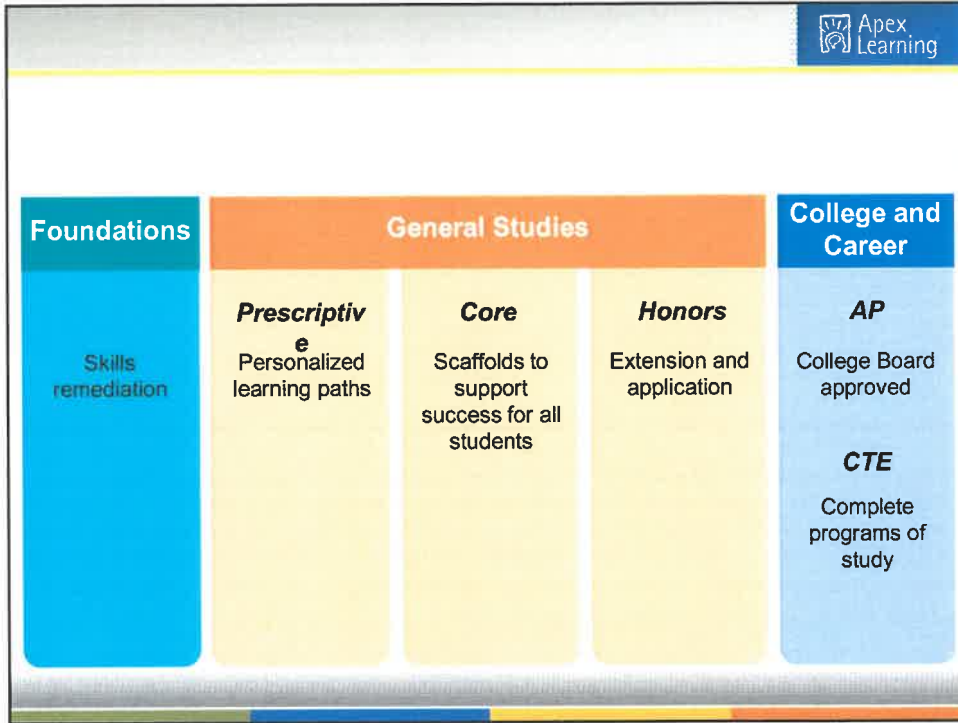 Apex
Learning
Foundations
Skills
remediation
General Studies
Prescriptiv
e
Personalized
learning paths
Core
Scaffolds to
support
success for all
students
Honors
Extension and
application
College and
Career
AP
College Board
approved
CTE
Complete
programs of
study